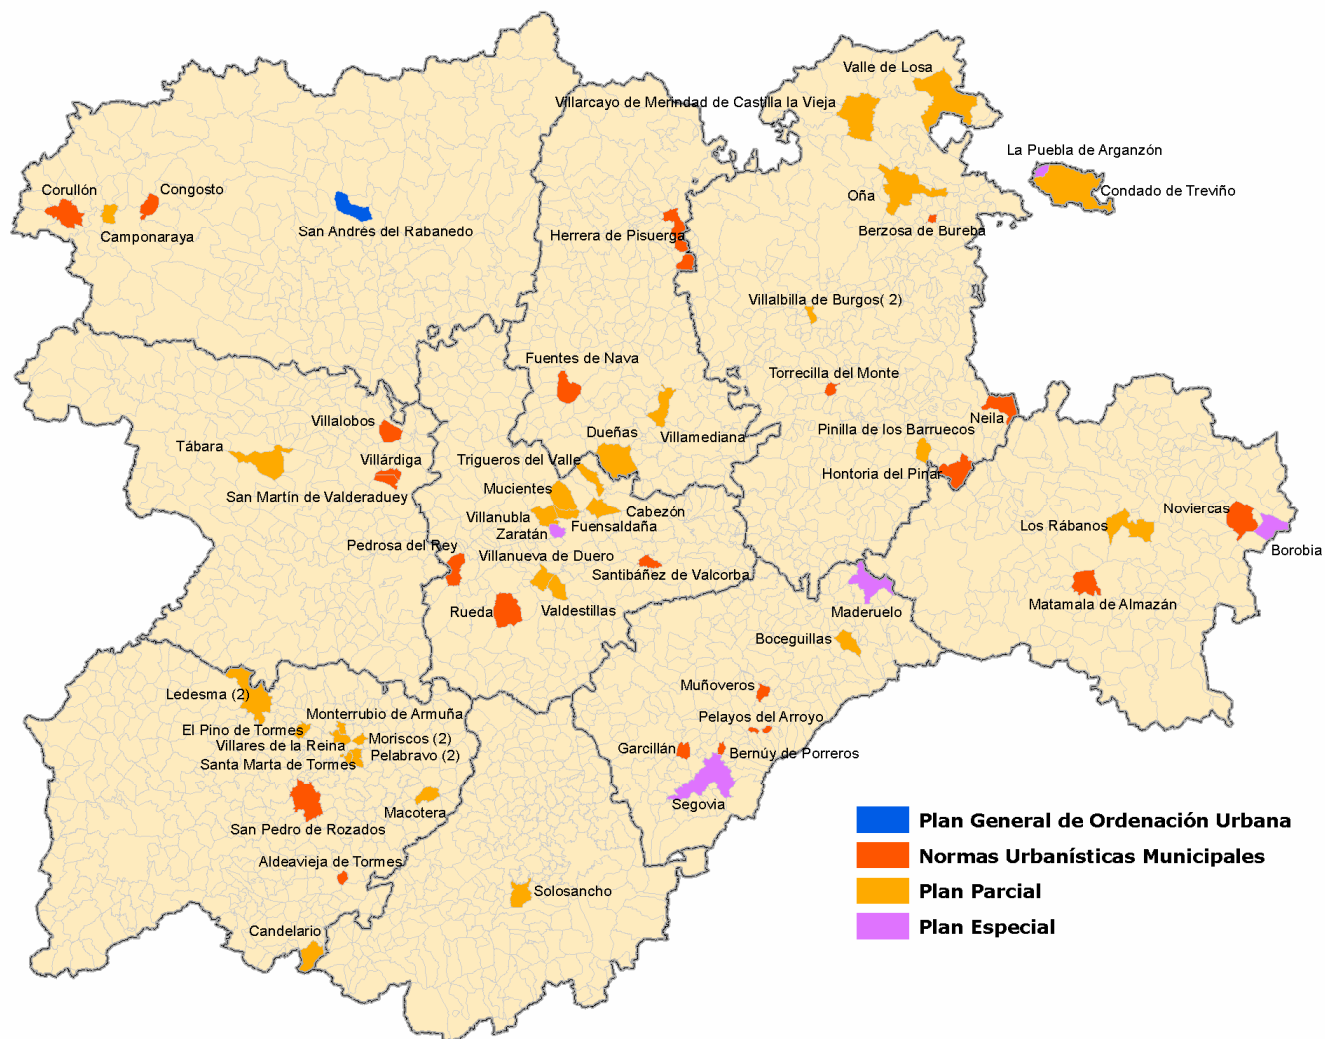 Valle de Losa
Villarcayo de Merindad de Castilla la Vieja
La Puebla de Arganzón
Condado de Treviño
Corullón
Congosto
Oña
Camponaraya
San Andrés del Rabanedo
Herrera de Pisuerga
Berzosa de Bureba
Villalbilla de Burgos( 2)
Fuentes de Nava
Torrecilla del Monte
Villalobos
Neila
Tábara
Dueñas
Villamediana
Pinilla de los Barruecos
Villárdiga
Trigueros del Valle
Hontoria del Pinar
San Martín de Valderaduey
Mucientes
Cabezón
Noviercas
Villanubla
Fuensaldaña
Los Rábanos
Zaratán
Borobia
Pedrosa del Rey
Villanueva de Duero
Santibáñez de Valcorba
Rueda
Valdestillas
Maderuelo
Matamala de Almazán
Boceguillas
Ledesma (2)
Muñoveros
Monterrubio de Armuña
Pelayos del Arroyo
El Pino de Tormes
Moriscos (2)
Villares de la Reina
Garcillán
Bernúy de Porreros
Pelabravo (2)
Santa Marta de Tormes
Segovia
Macotera
San Pedro de Rozados
Aldeavieja de Tormes
Solosancho
Candelario
Plan General de Ordenación Urbana
Normas Urbanísticas Municipales
Plan Parcial
Plan Especial